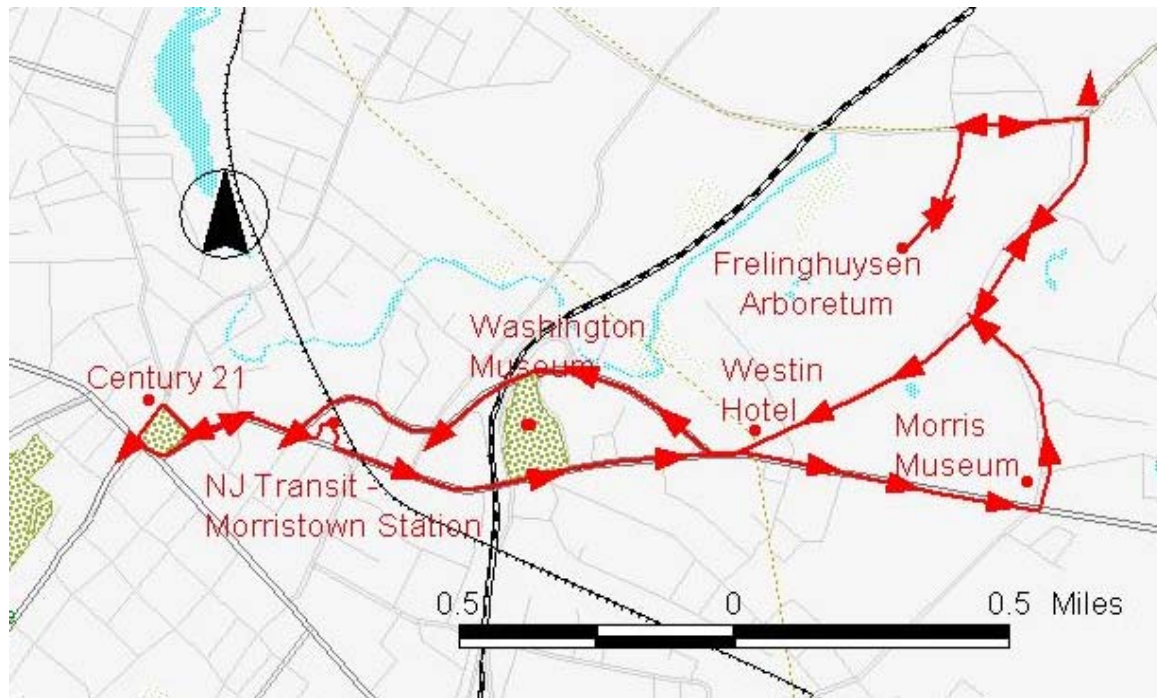 Frelinghuysen
Arboretum
Washington
Museum
Century 21
Westin
Hotel
Morris
Museum
NJ Transit -
Morristown Station
0.5 0 0.5 Miles